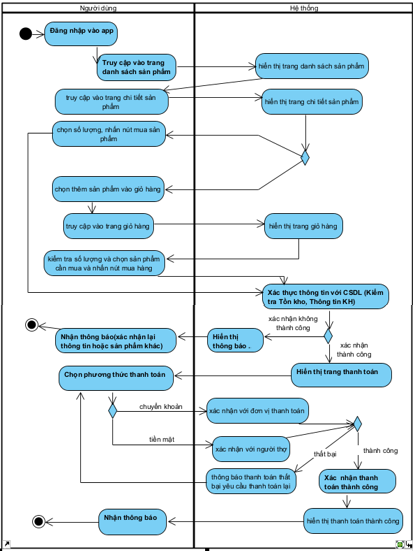 Người dùng
Hệ thống
Đăng nhập vào app
Truy cập vào trang
danh sách sản phẩm
hiển thị trang danh sách sản phẩm
truy cập vào trang chi tiết sản
phẩm
hiển thị trang chi tiết sản phẩm
chọn số lượng, nhấn nút mua sản
phẩm
chọn thêm sản phẩm vào giỏ hàng
truy cập vào trang giỏ hàng
hiển thị trang giỏ hàng
kiểm tra số lượng và chọn sản phẩm
cần mua và nhấn nút mua hàng
Xác thực thông tin với CSDL (Kiểm
tra Tồn kho, Thông tin KH)
xác nhận không
thành công
Nhận thông báo(xác nhận lại
thông tin hoặc sản phẩm khác)
Hiển thị
thông báo .
xác nhận
thành công
Hiển thị trang thanh toán
Chọn phương thức thanh toán
chuyển khoản
xác nhận với đơn vị thanh toán
tiền mặt
xác nhận với người thợ
thất bại
thành công
thông báo thanh toán thất
bại yêu cầu thanh toán lại
Xác nhận thanh
toán thành công
Nhận thông báo
hiển thị thanh toán thành công